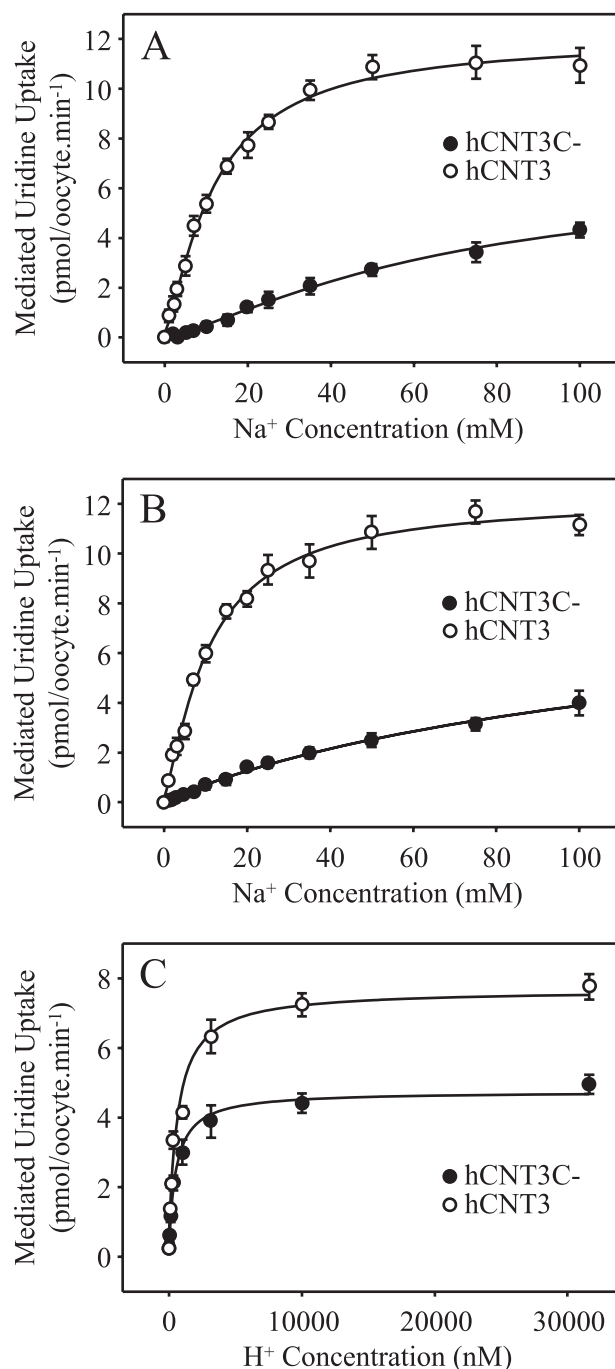 A
Mediated Uridine Uptake
(pmol/oocyte.min⁻¹)
12
10
8
6
4
2
0
hCNT3C-
hCNT3
0 20 40 60 80 100
Na⁺ Concentration (mM)
B
Mediated Uridine Uptake
(pmol/oocyte.min⁻¹)
12
10
8
6
4
2
0
hCNT3C-
hCNT3
0 20 40 60 80 100
Na⁺ Concentration (mM)
C
Mediated Uridine Uptake
(pmol/oocyte.min⁻¹)
8
6
4
2
0
hCNT3C-
hCNT3
0 10000 20000 30000
H⁺ Concentration (nM)